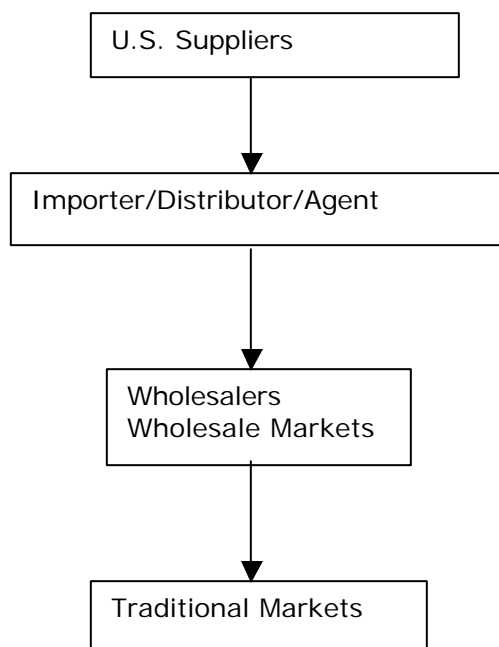 U.S. Suppliers
Importer/Distributor/Agent
Wholesalers
Wholesale Markets
Traditional Markets